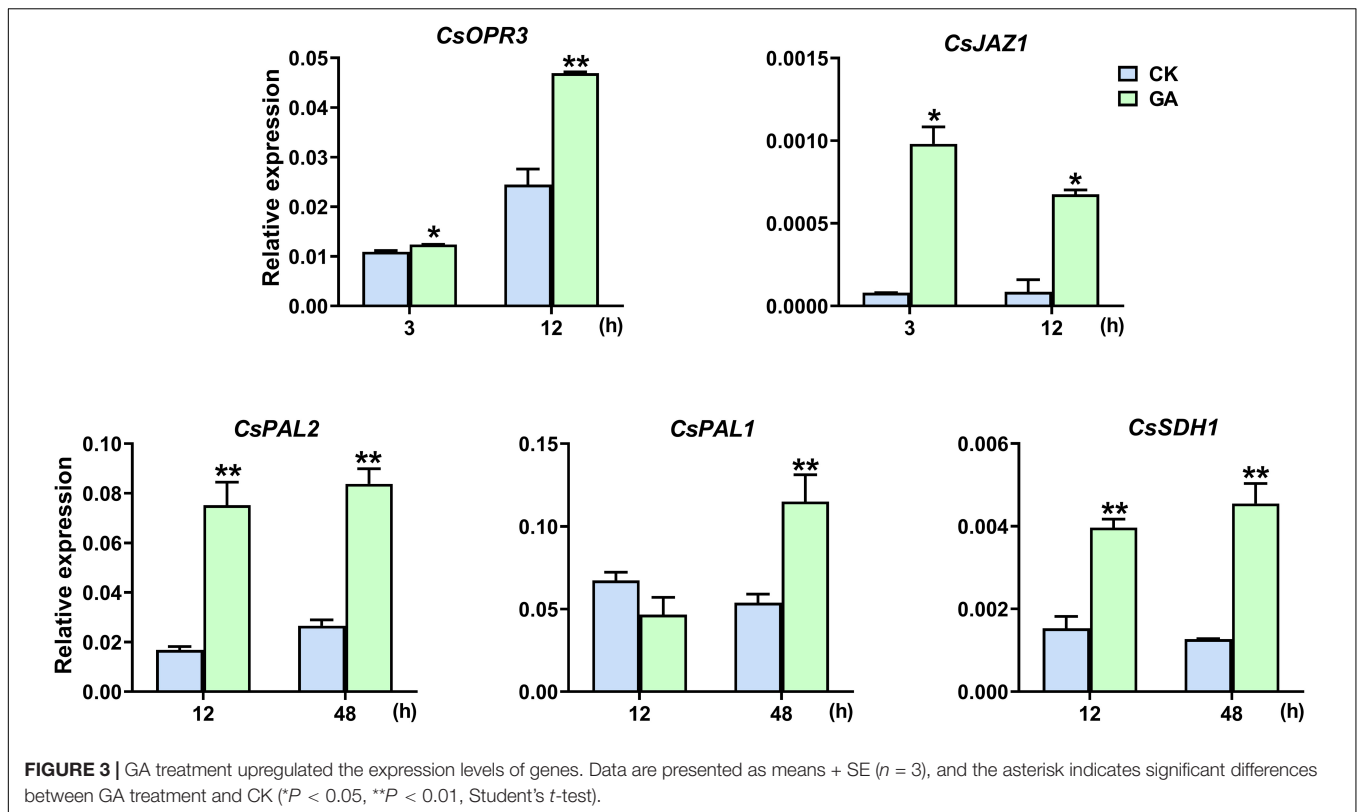 CsOPR3
CsJAZ1
0.05
0.04
0.03
0.02
0.01
0.00
Relative expression
*
**
3
12
(h)
0.0015
0.0010
0.0005
0.0000
*
*
3
12
(h)
CK
GA
CsPAL2
CsPAL1
CsSDH1
0.10
0.08
0.06
0.04
0.02
0.00
Relative expression
**
**
12
48
(h)
0.15
0.10
0.05
0.00
**
12
48
(h)
0.006
0.004
0.002
0.000
**
**
12
48
(h)
FIGURE 3 | GA treatment upregulated the expression levels of genes. Data are presented as means + SE (n = 3), and the asterisk indicates significant differences
between GA treatment and CK (*P < 0.05, **P < 0.01, Student's t-test).